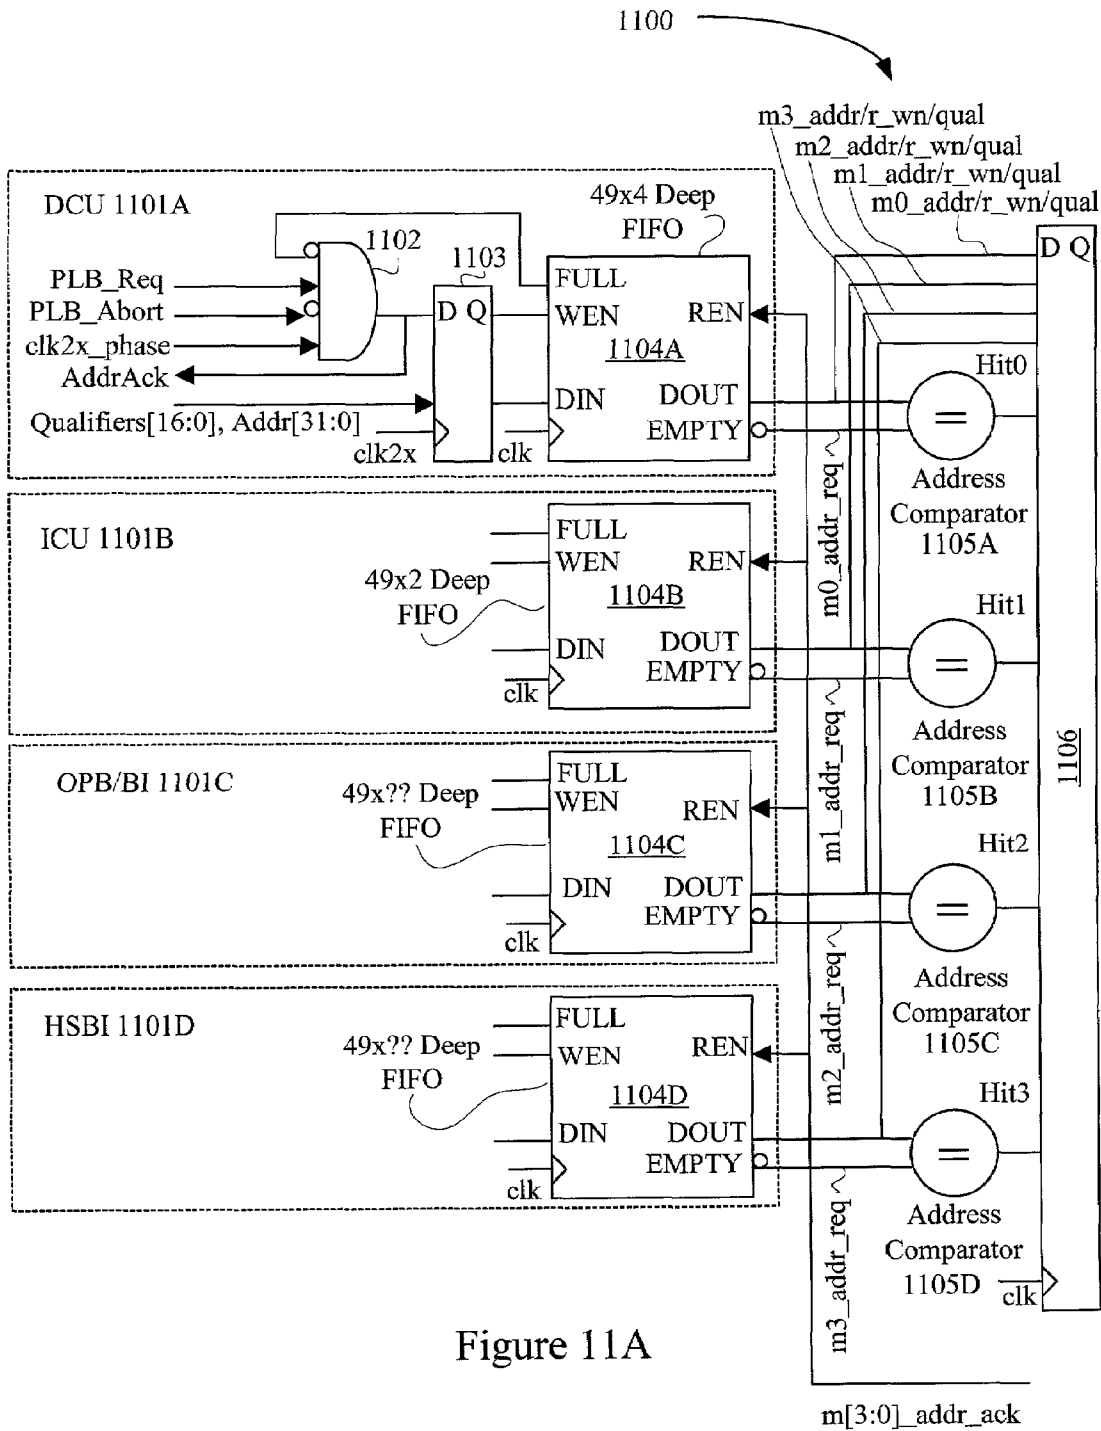 1100
m3_addr/r_wn/qual
m2_addr/r_wn/qual
m1_addr/r_wn/qual
m0_addr/r_wn/qual
DCU 1101A
49x4 Deep
FIFO
1102
1103
PLB_Req
PLB_Abort
clk2x_phase
AddrAck
Qualifiers[16:0], Addr[31:0]
clk2x
D Q
clk
FULL
WEN
REN
1104A
DIN
DOUT
EMPTY
m0_addr_req
Hit0
=
Address
Comparator
1105A
D Q
ICU 1101B
49x2 Deep
FIFO
FULL
WEN
REN
1104B
DIN
DOUT
EMPTY
clk
m1_addr_req
Hit1
=
Address
Comparator
1105B
1106
OPB/BI 1101C
49x?? Deep
FIFO
FULL
WEN
REN
1104C
DIN
DOUT
EMPTY
clk
m2_addr_req
Hit2
=
Address
Comparator
1105C
HSBI 1101D
49x?? Deep
FIFO
FULL
WEN
REN
1104D
DIN
DOUT
EMPTY
clk
m3_addr_req
Hit3
=
Address
Comparator
1105D
clk
m[3:0]_addr_ack
Figure 11A